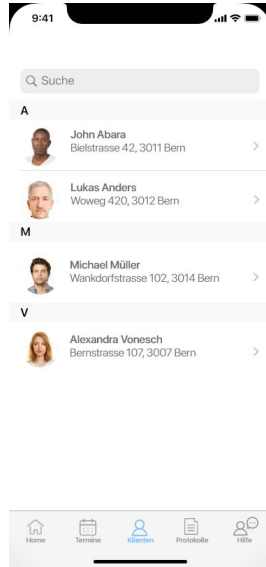 9:41
Suche
A
John Abara
Bielstrasse 42, 3011 Bern
Lukas Anders
Woweg 420, 3012 Bern
M
Michael Müller
Wankdorfstrasse 102, 3014 Bern
V
Alexandra Vonesch
Bernstrasse 107, 3007 Bern
Home Termine Klienten Protokolle Hilfe